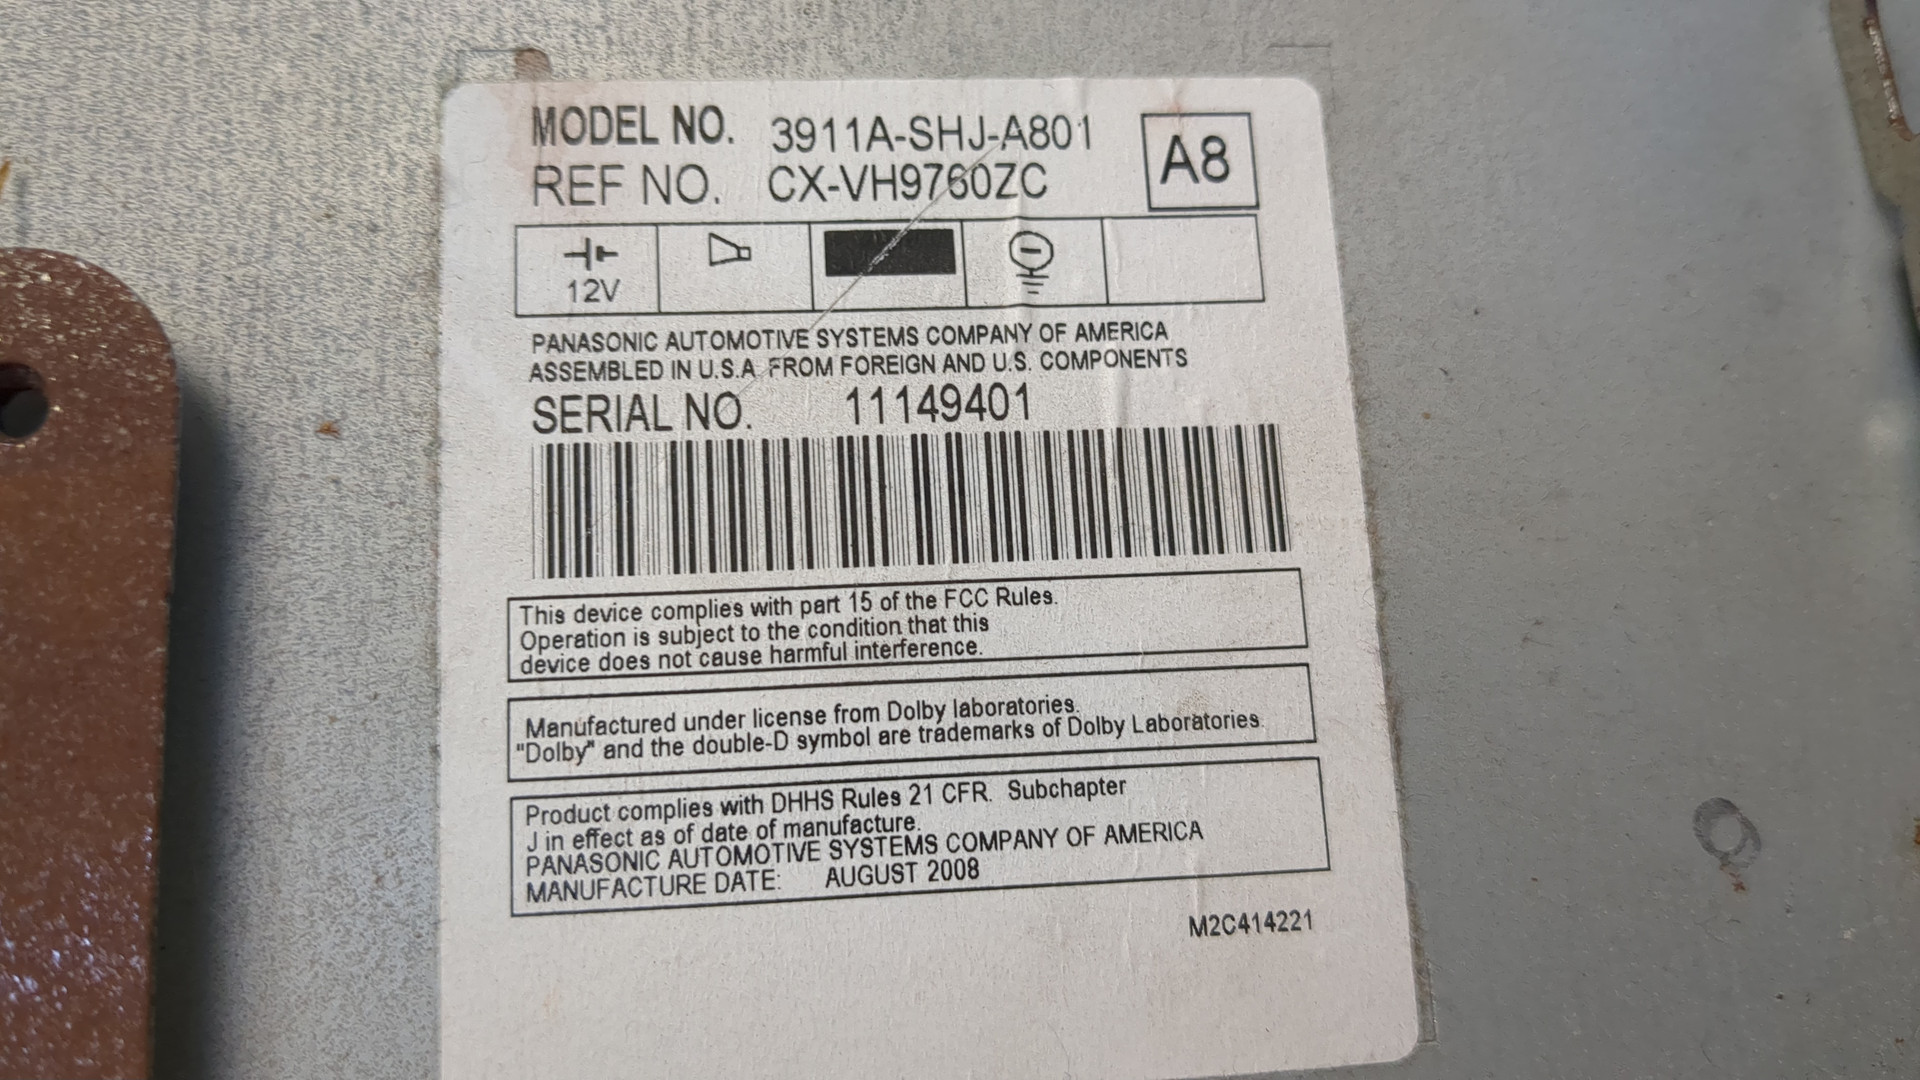 MODEL NO. 3911A-SHJ-A801
REF NO. CX-VH9760ZC
A8
12V
PANASONIC AUTOMOTIVE SYSTEMS COMPANY OF AMERICA
ASSEMBLED IN U.S.A FROM FOREIGN AND U.S. COMPONENTS
SERIAL NO. 11149401
This device complies with part 15 of the FCC Rules.
Operation is subject to the condition that this
device does not cause harmful interference.
Manufactured under license from Dolby laboratories.
"Dolby" and the double-D symbol are trademarks of Dolby Laboratories.
Product complies with DHHS Rules 21 CFR. Subchapter
J in effect as of date of manufacture.
PANASONIC AUTOMOTIVE SYSTEMS COMPANY OF AMERICA
MANUFACTURE DATE: AUGUST 2008
M2C414221